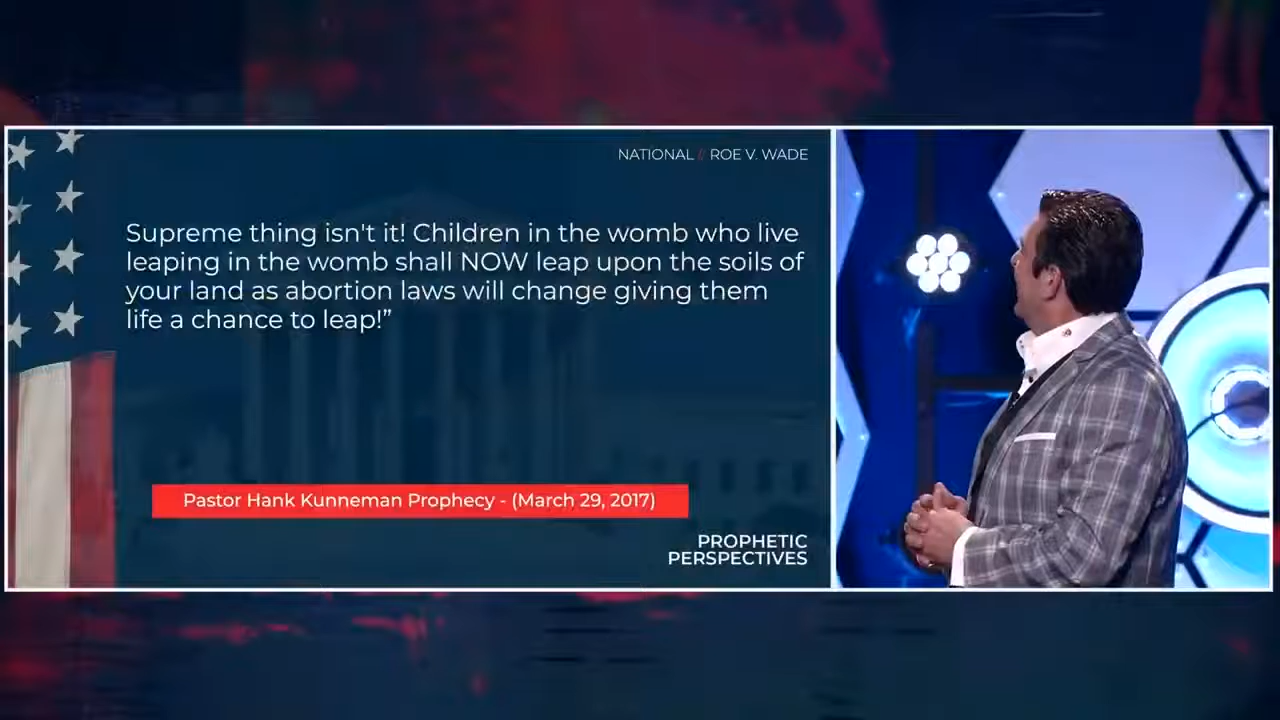 NATIONAL // ROE V. WADE
Supreme thing isn't it! Children in the womb who live
leaping in the womb shall NOW leap upon the soils of
your land as abortion laws will change giving them
life a chance to leap!”
Pastor Hank Kunneman Prophecy - (March 29, 2017)
PROPHETIC
PERSPECTIVES